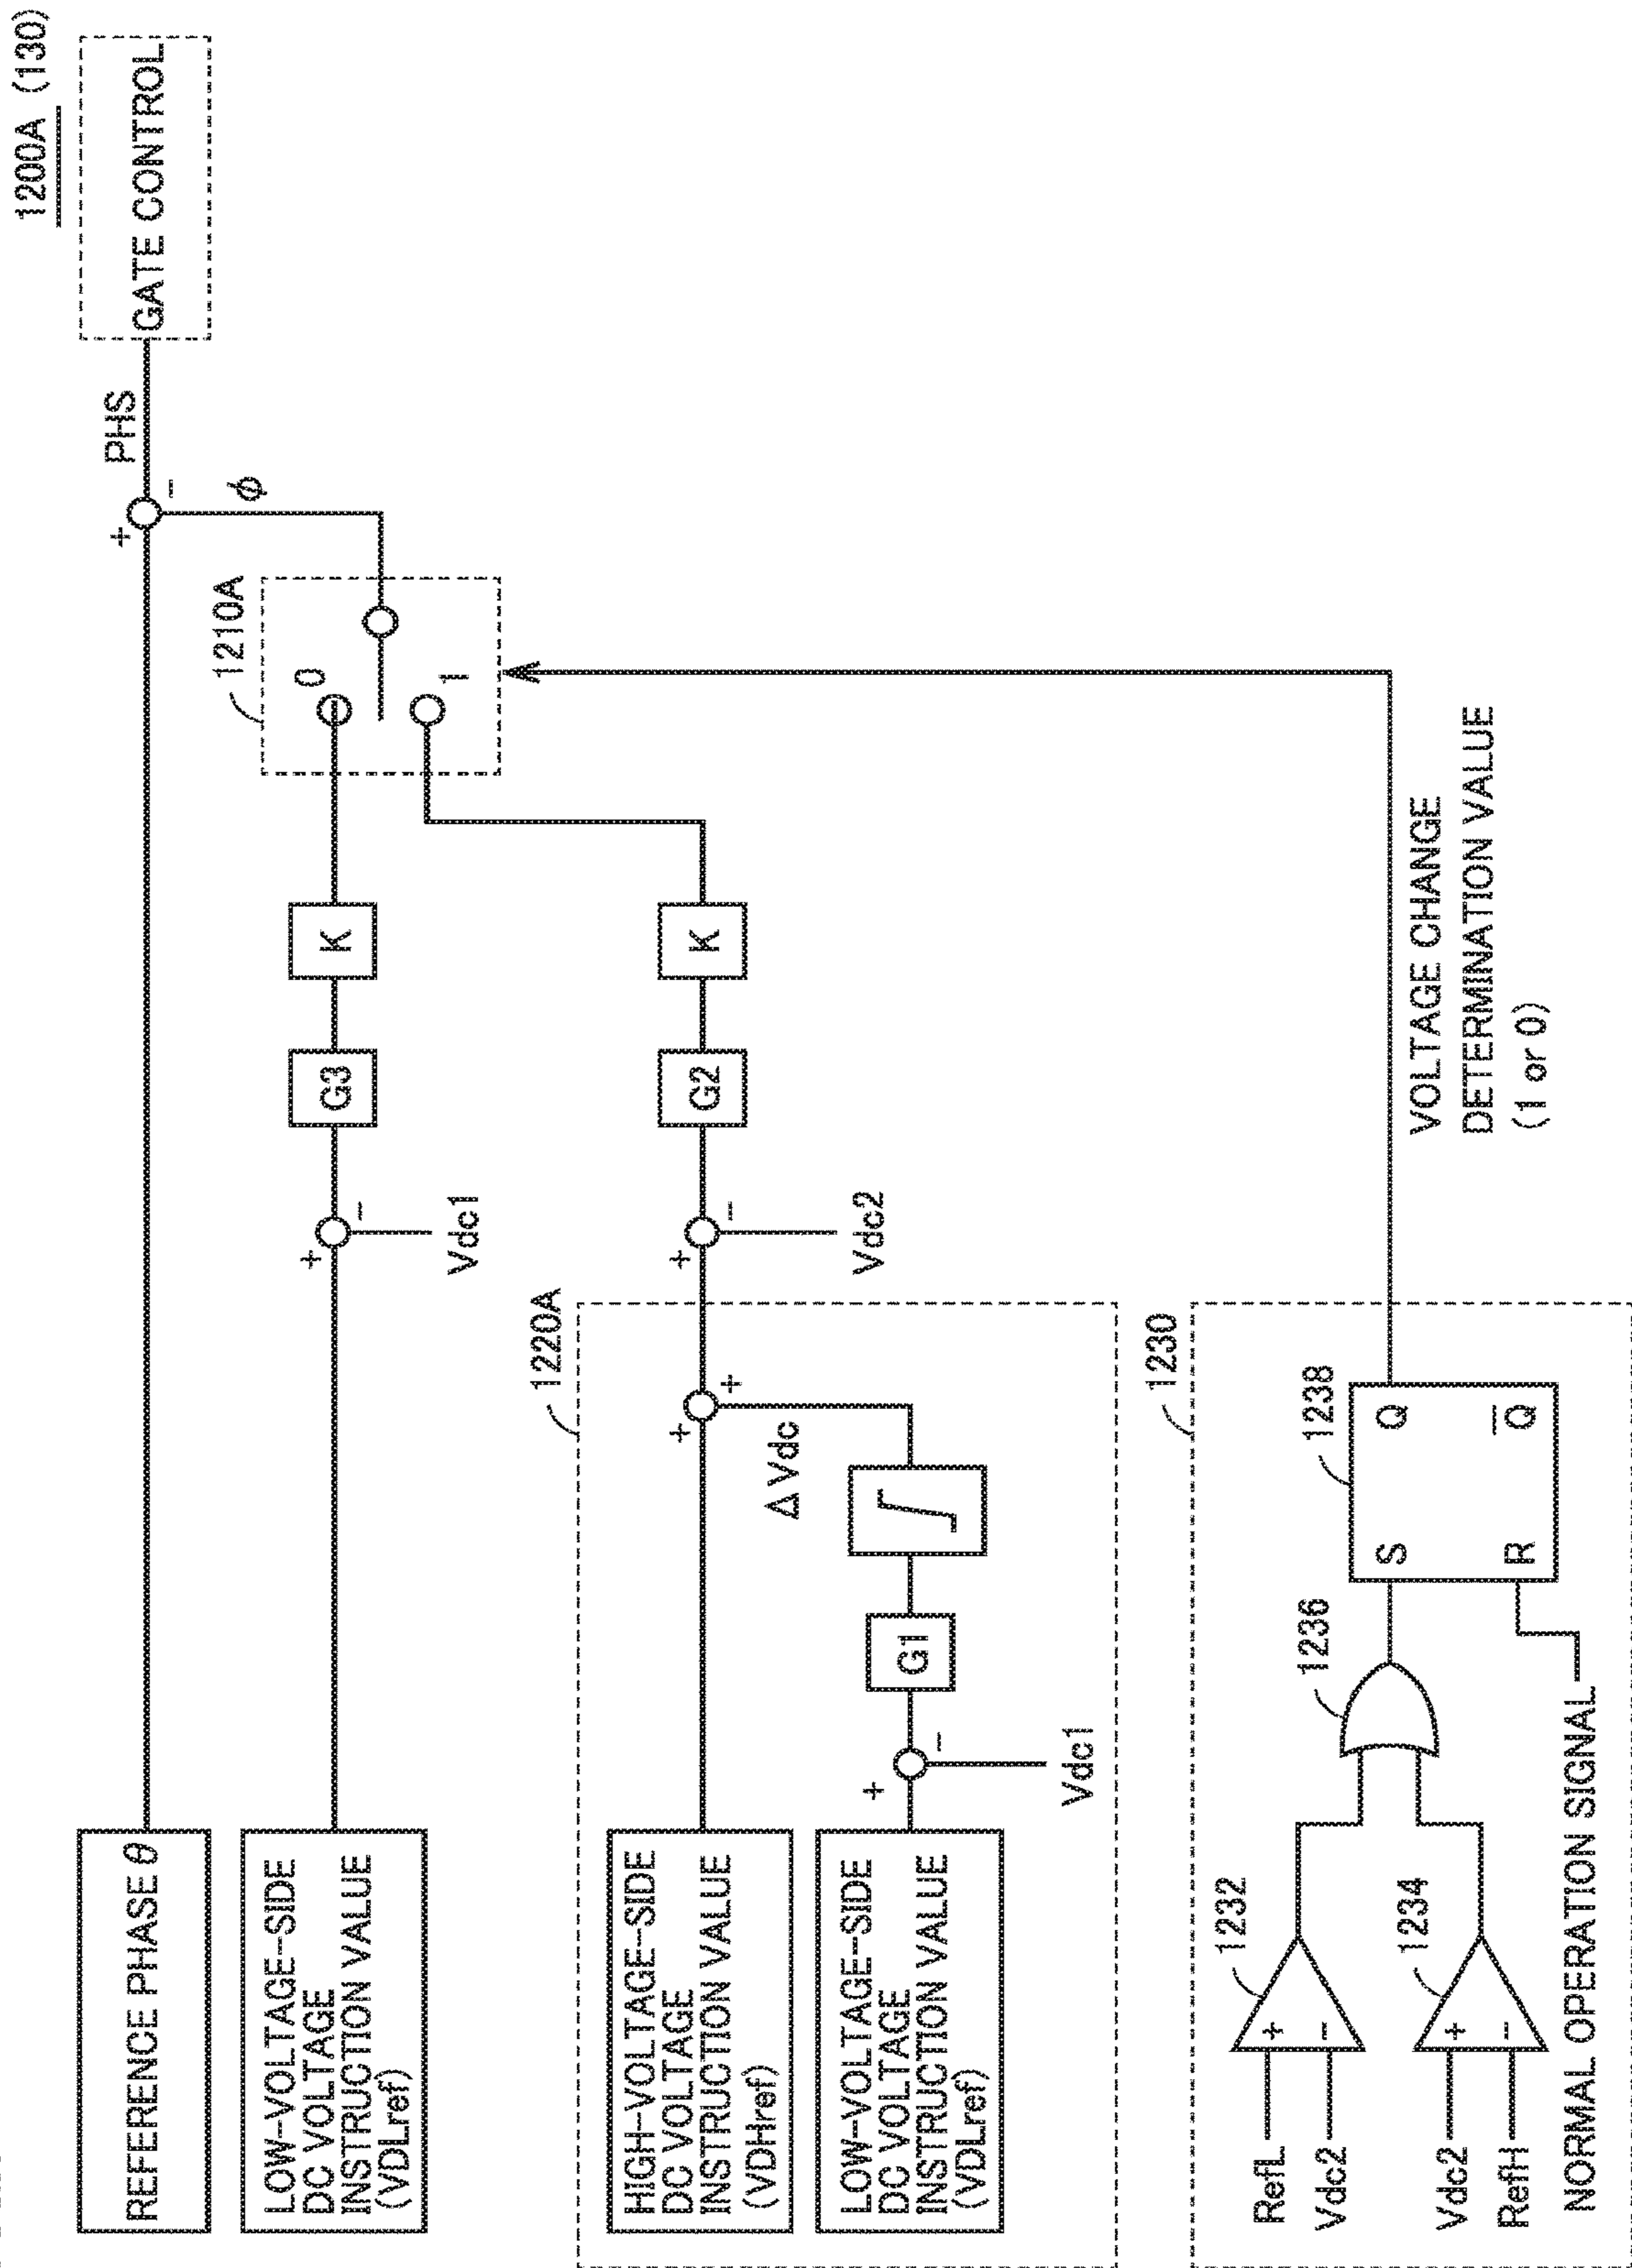 1200A (130)
REFERENCE PHASE θ
+
-
PHS
GATE CONTROL
φ
LOW-VOLTAGE-SIDE
DC VOLTAGE
INSTRUCTION VALUE
(VDLref)
+
-
Vdc1
G3
K
1210A
0
1
1220A
HIGH-VOLTAGE-SIDE
DC VOLTAGE
INSTRUCTION VALUE
(VDHref)
+
+
ΔVdc
+
-
Vdc2
G2
K
LOW-VOLTAGE-SIDE
DC VOLTAGE
INSTRUCTION VALUE
(VDLref)
+
-
Vdc1
G1
1230
1232
RefL
+
Vdc2
-
1234
Vdc2
+
RefH
-
1236
1238
S
Q
R
Q̅
NORMAL OPERATION SIGNAL
VOLTAGE CHANGE
DETERMINATION VALUE
(1 or 0)